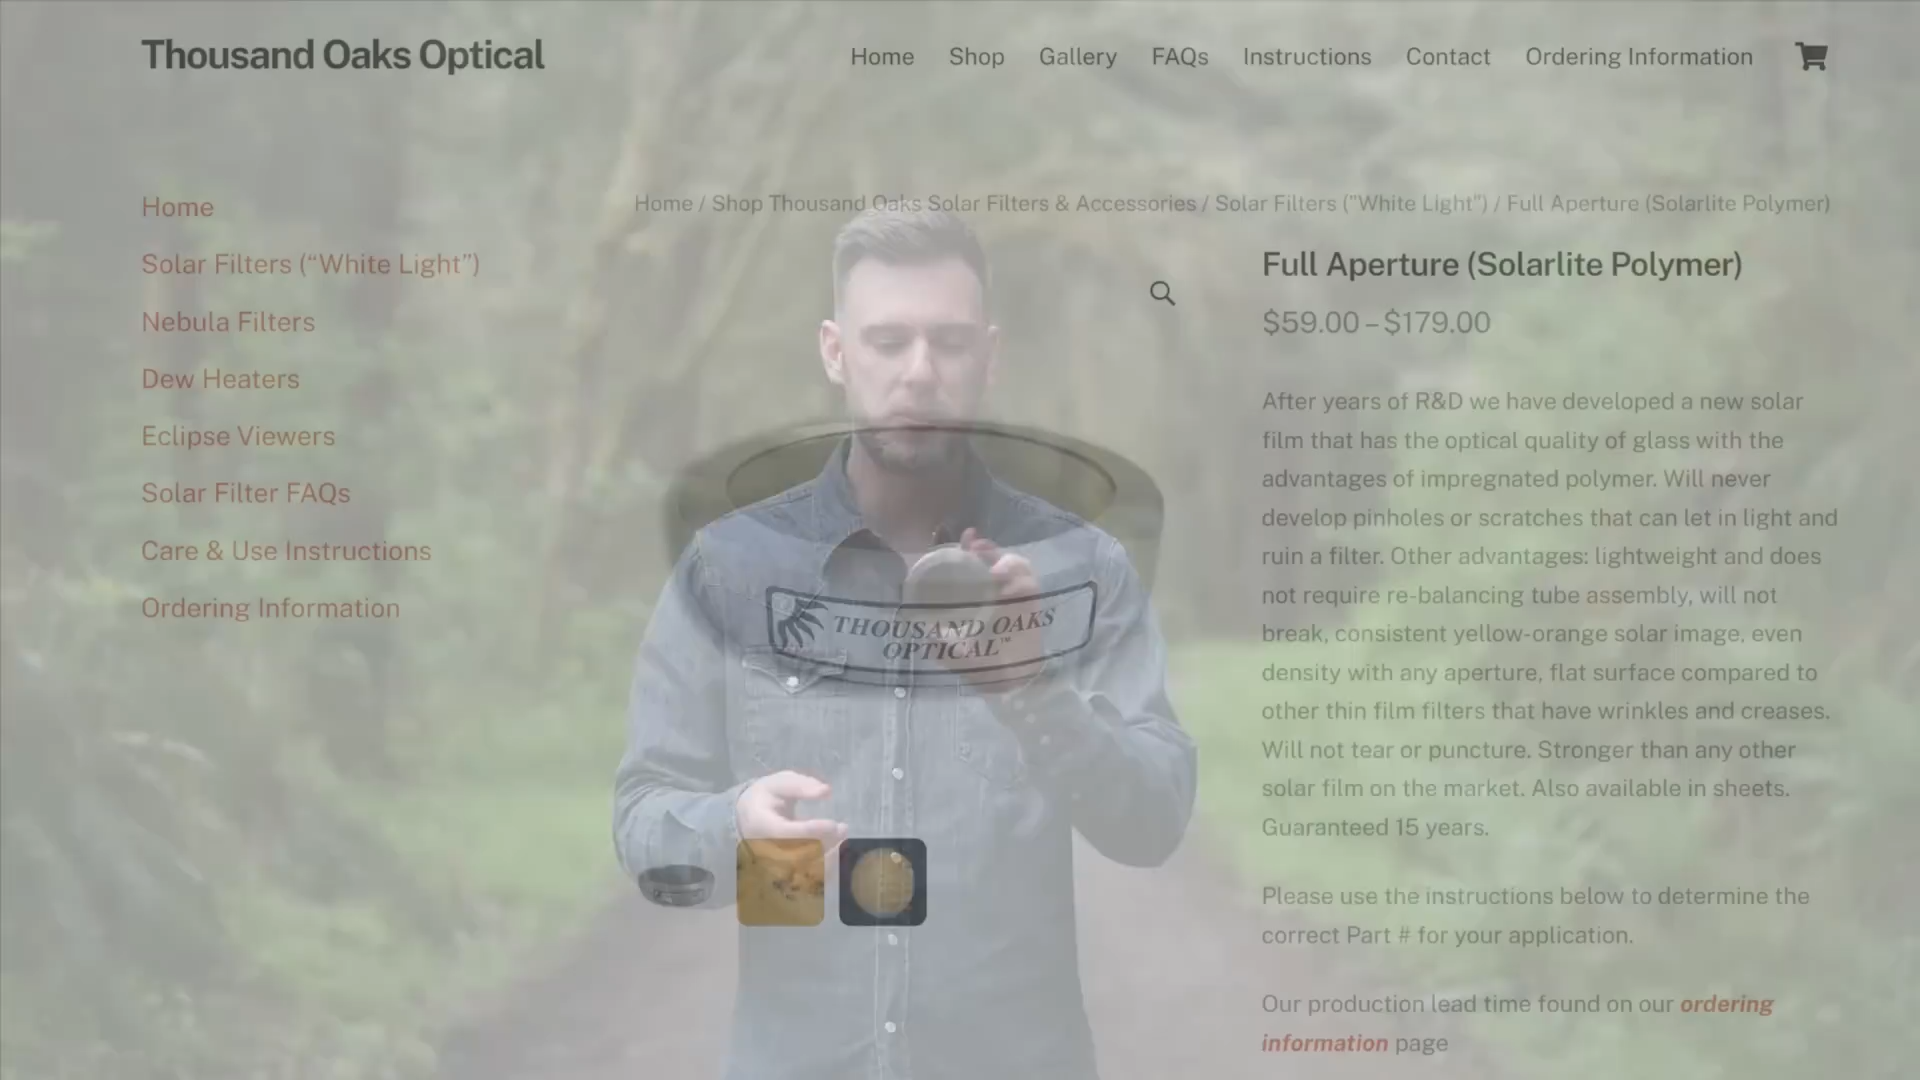 Thousand Oaks Optical
Home
Shop
Gallery
FAQs
Instructions
Contact
Ordering Information
Home
Solar Filters (“White Light”)
Nebula Filters
Dew Heaters
Eclipse Viewers
Solar Filter FAQs
Care & Use Instructions
Ordering Information
Home / Shop Thousand Oaks Solar Filters & Accessories / Solar Filters ("White Light") / Full Aperture (Solarlite Polymer)
THOUSAND OAKS
OPTICAL™
Full Aperture (Solarlite Polymer)
$59.00 – $179.00
After years of R&D we have developed a new solar
film that has the optical quality of glass with the
advantages of impregnated polymer. Will never
develop pinholes or scratches that can let in light and
ruin a filter. Other advantages: lightweight and does
not require re-balancing tube assembly, will not
break, consistent yellow-orange solar image, even
density with any aperture, flat surface compared to
other thin film filters that have wrinkles and creases.
Will not tear or puncture. Stronger than any other
solar film on the market. Also available in sheets.
Guaranteed 15 years.
Please use the instructions below to determine the
correct Part # for your application.
Our production lead time found on our ordering
information page